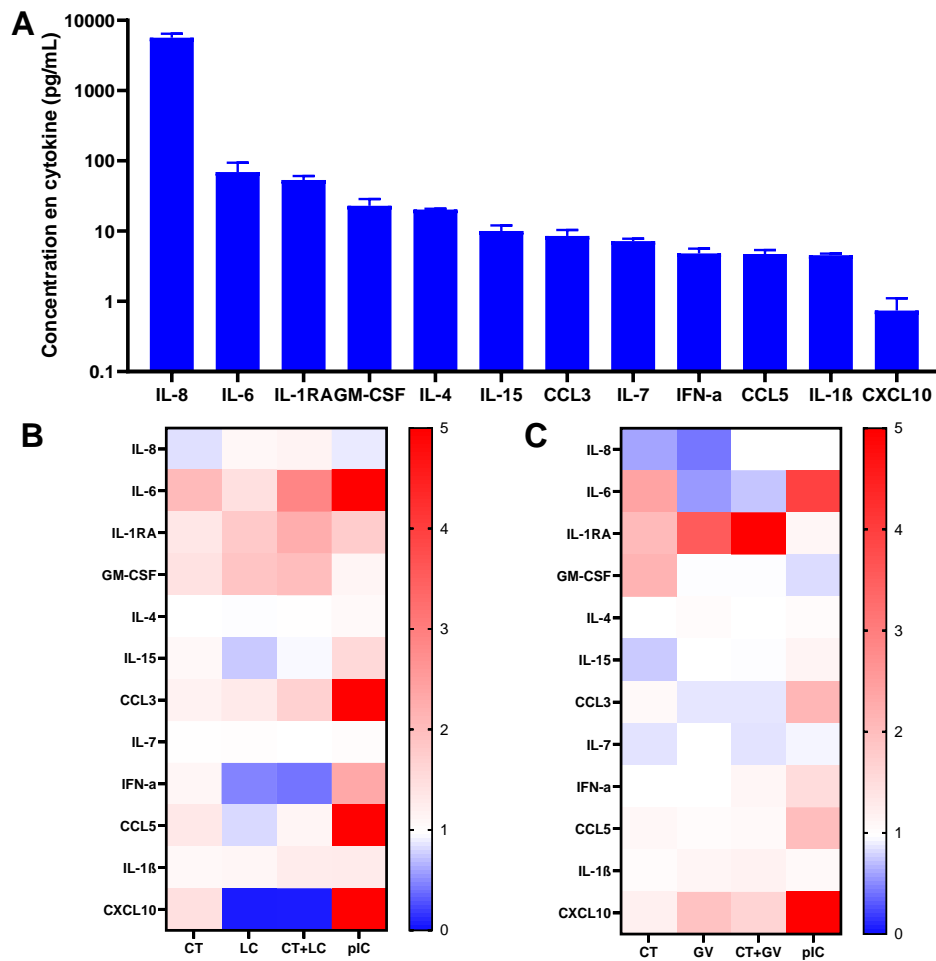 A
Concentration en cytokine (pg/mL)
10000
1000
100
10
1
0.1
IL-8 IL-6 IL-1RA GM-CSF IL-4 IL-15 CCL3 IL-7 IFN-a CCL5 IL-1ß CXCL10
B
IL-8
IL-6
IL-1RA
GM-CSF
IL-4
IL-15
CCL3
IL-7
IFN-a
CCL5
IL-1ß
CXCL10
CT LC CT+LC pIC
5
4
3
2
1
0
C
IL-8
IL-6
IL-1RA
GM-CSF
IL-4
IL-15
CCL3
IL-7
IFN-a
CCL5
IL-1ß
CXCL10
CT GV CT+GV pIC
5
4
3
2
1
0